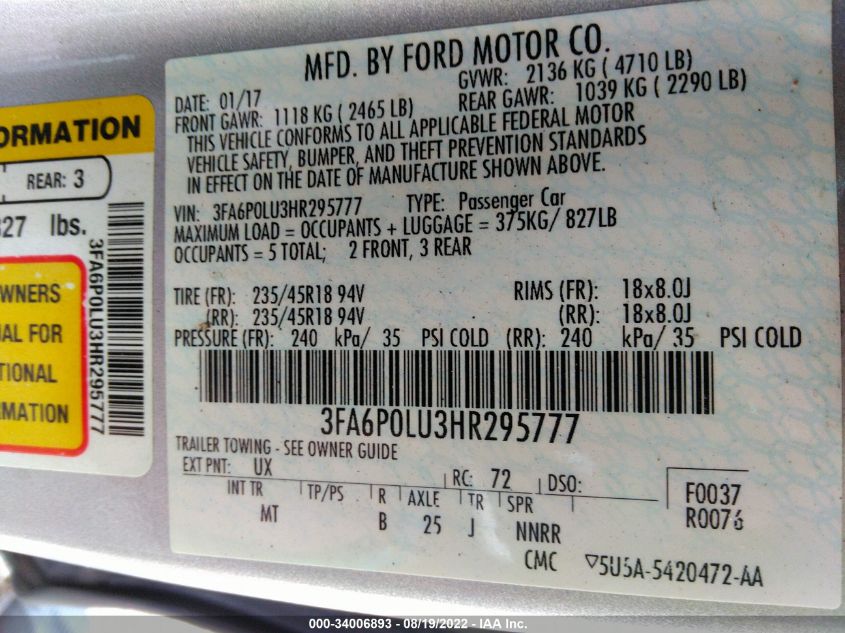 MFD. BY FORD MOTOR CO.
DATE: 01/17 GVWR: 2136 KG ( 4710 LB)
FRONT GAWR: 1118 KG ( 2465 LB) REAR GAWR: 1039 KG ( 2290 LB)
THIS VEHICLE CONFORMS TO ALL APPLICABLE FEDERAL MOTOR
VEHICLE SAFETY, BUMPER, AND THEFT PREVENTION STANDARDS
IN EFFECT ON THE DATE OF MANUFACTURE SHOWN ABOVE.
VIN: 3FA6P0LU3HR295777 TYPE: Passenger Car
MAXIMUM LOAD = OCCUPANTS + LUGGAGE = 375KG/ 827LB
OCCUPANTS = 5 TOTAL; 2 FRONT, 3 REAR
TIRE (FR): 235/45R18 94V RIMS (FR): 18x8.0J
(RR): 235/45R18 94V (RR): 18x8.0J
PRESSURE (FR): 240 kPa/ 35 PSI COLD (RR): 240 kPa/ 35 PSI COLD
3FA6P0LU3HR295777
TRAILER TOWING - SEE OWNER GUIDE
EXT PNT: UX RC: 72 DSO:
INT TR TP/PS R AXLE TR SPR
MT B 25 J NNRR
F0037
R0076
CMC ▽5U5A-5420472-AA
ORMATION
REAR: 3
827 lbs.
3FA6P0LU3HR295777
WNERS
AL FOR
TIONAL
RMATION
000-34006893 - 08/19/2022 - IAA, Inc.